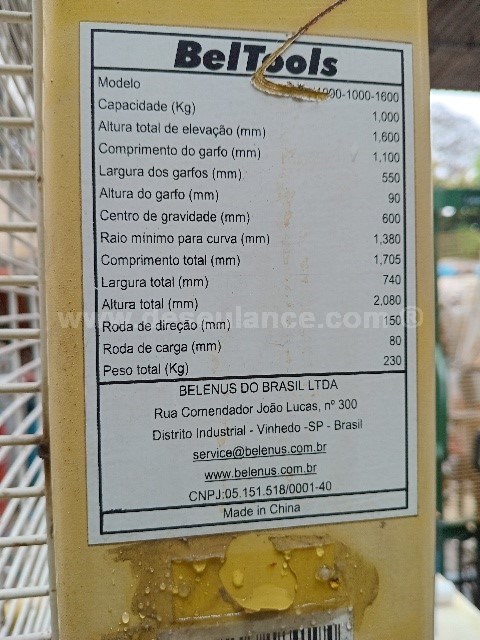 BelTools
Modelo 1000-1000-1600
Capacidade (Kg) 1,000
Altura total de elevação (mm) 1,600
Comprimento do garfo (mm) 1,100
Largura dos garfos (mm) 550
Altura do garfo (mm) 90
Centro de gravidade (mm) 600
Raio mínimo para curva (mm) 1,380
Comprimento total (mm) 1,705
Largura total (mm) 740
Altura total (mm) 2,080
www.desculance.com.®
Roda de direção (mm) 150
Roda de carga (mm) 80
Peso total (Kg) 230
BELENUS DO BRASIL LTDA
Rua Comendador João Lucas, nº 300
Distrito Industrial - Vinhedo -SP - Brasil
service@belenus.com.br
www.belenus.com.br
CNPJ:05.151.518/0001-40
Made in China